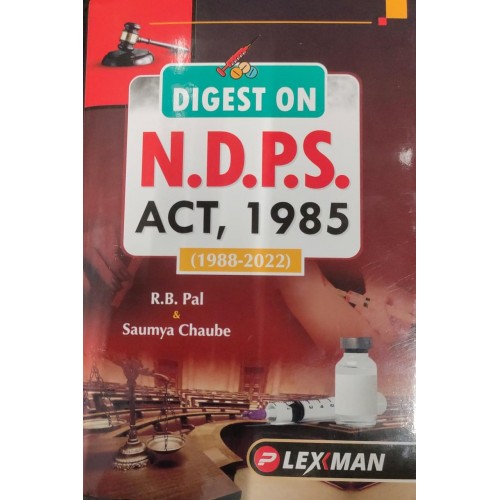 DIGEST ON
N.D.P.S.
ACT, 1985
(1988-2022)
R.B. Pal
&
Saumya Chaube
LEXMAN